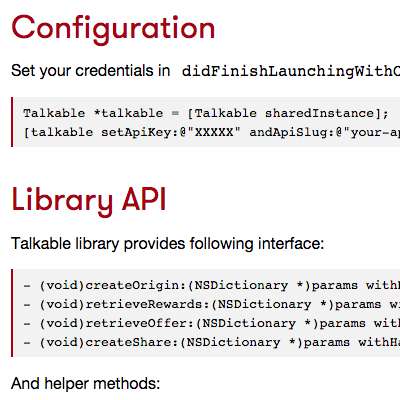 Configuration
Set your credentials in didFinishLaunchingWith
Talkable *talkable = [Talkable sharedInstance];
[talkable setApiKey:@"XXXXX" andApiSlug:@"your-ap
Library API
Talkable library provides following interface:
- (void)createOrigin:(NSDictionary *)params with
- (void)retrieveRewards:(NSDictionary *)params wi
- (void)retrieveOffer:(NSDictionary *)params with
- (void)createShare:(NSDictionary *)params withHa
And helper methods: